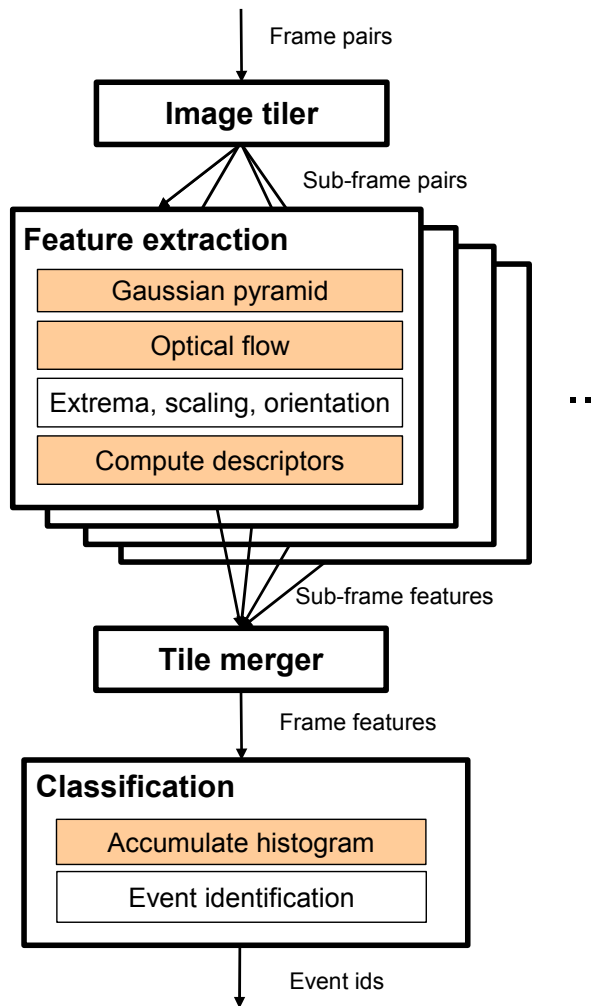 Frame pairs
Image tiler
Sub-frame pairs
Feature extraction
Gaussian pyramid
Optical flow
Extrema, scaling, orientation
Compute descriptors
Sub-frame features
Tile merger
Frame features
Classification
Accumulate histogram
Event identification
Event ids